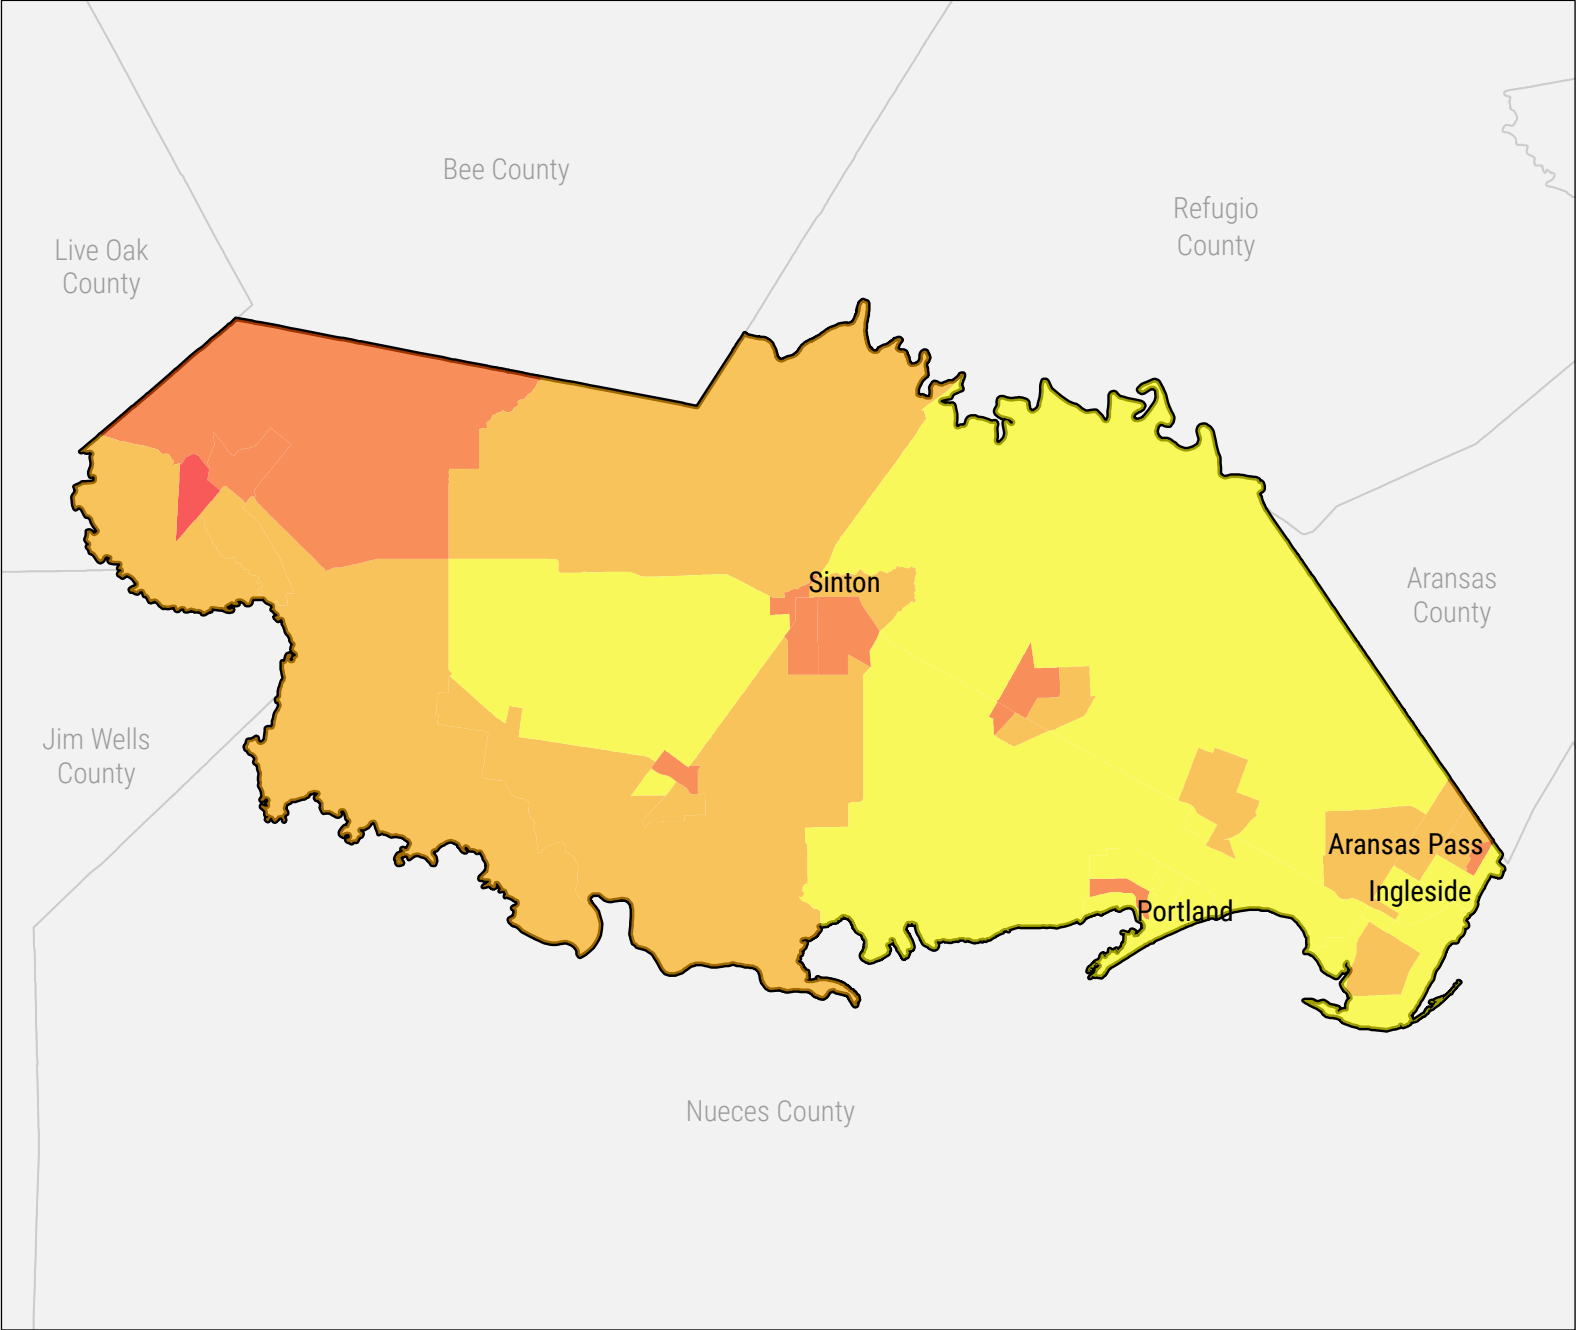 Bee County
Refugio
County
Live Oak
County
Sinton
Aransas
County
Jim Wells
County
Aransas Pass
Ingleside
Portland
Nueces County